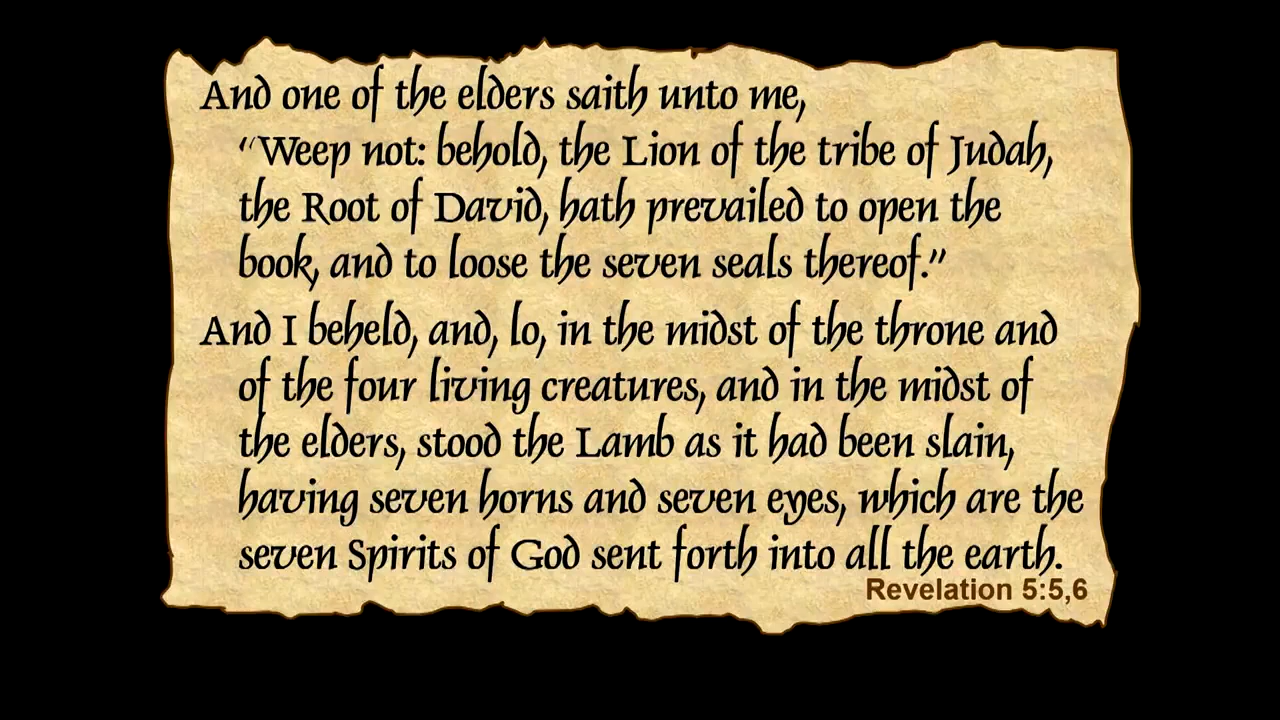 And one of the elders saith unto me,
“Weep not: behold, the Lion of the tribe of Judah,
the Root of David, hath prevailed to open the
book, and to loose the seven seals thereof.”
And I beheld, and, lo, in the midst of the throne and
of the four living creatures, and in the midst of
the elders, stood the Lamb as it had been slain,
having seven horns and seven eyes, which are the
seven Spirits of God sent forth into all the earth.
Revelation 5:5,6